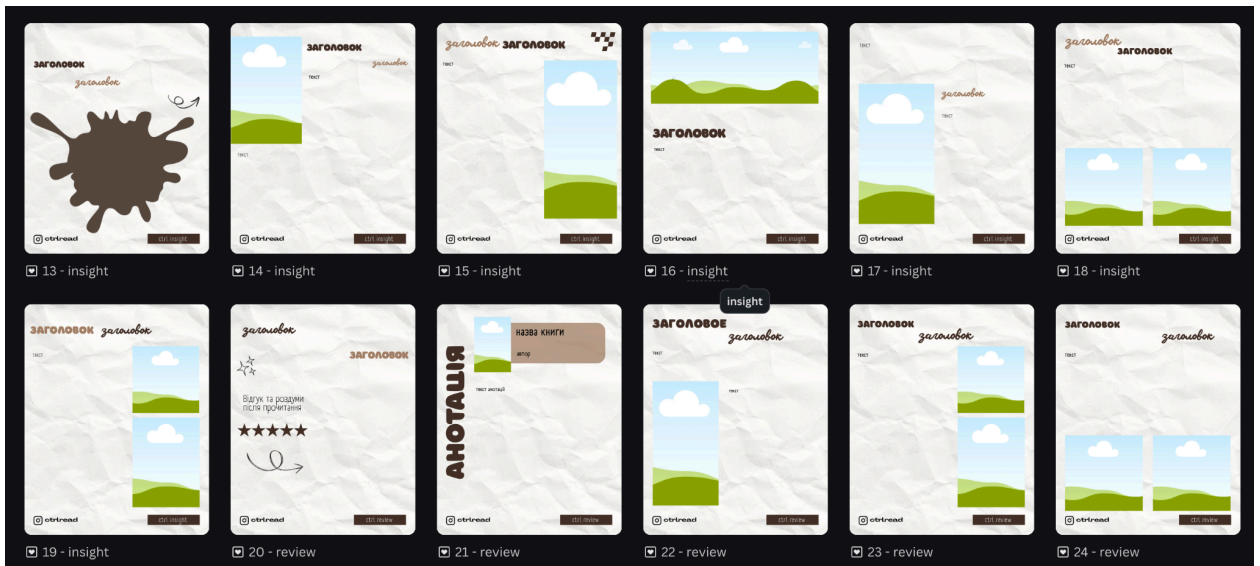 ЗАГОЛОВОК
заголовок
ctrlread
ctrl insight
13 - insight
ЗАГОЛОВОК
заголовок
текст
текст
ctrlread
ctrl insight
14 - insight
заголовок ЗАГОЛОВОК
текст
ctrlread
ctrl insight
15 - insight
ЗАГОЛОВОК
текст
ctrlread
ctrl insight
16 - insight
insight
текст
заголовок
текст
ctrlread
ctrl insight
17 - insight
заголовок
ЗАГОЛОВОК
текст
ctrlread
ctrl insight
18 - insight
ЗАГОЛОВОК заголовок
текст
ctrlread
ctrl insight
19 - insight
заголовок
ЗАГОЛОВОК
Відгук та роздуми
після прочитання
ctrlread
ctrl review
20 - review
АНОТАЦІЯ
назва книги
автор
текст анотації
ctrlread
ctrl review
21 - review
ЗАГОЛОВОЕ
заголовок
текст
текст
ctrlread
ctrl review
22 - review
ЗАГОЛОВОК
заголовок
текст
ctrlread
ctrl review
23 - review
ЗАГОЛОВОК
заголовок
текст
ctrlread
ctrl review
24 - review